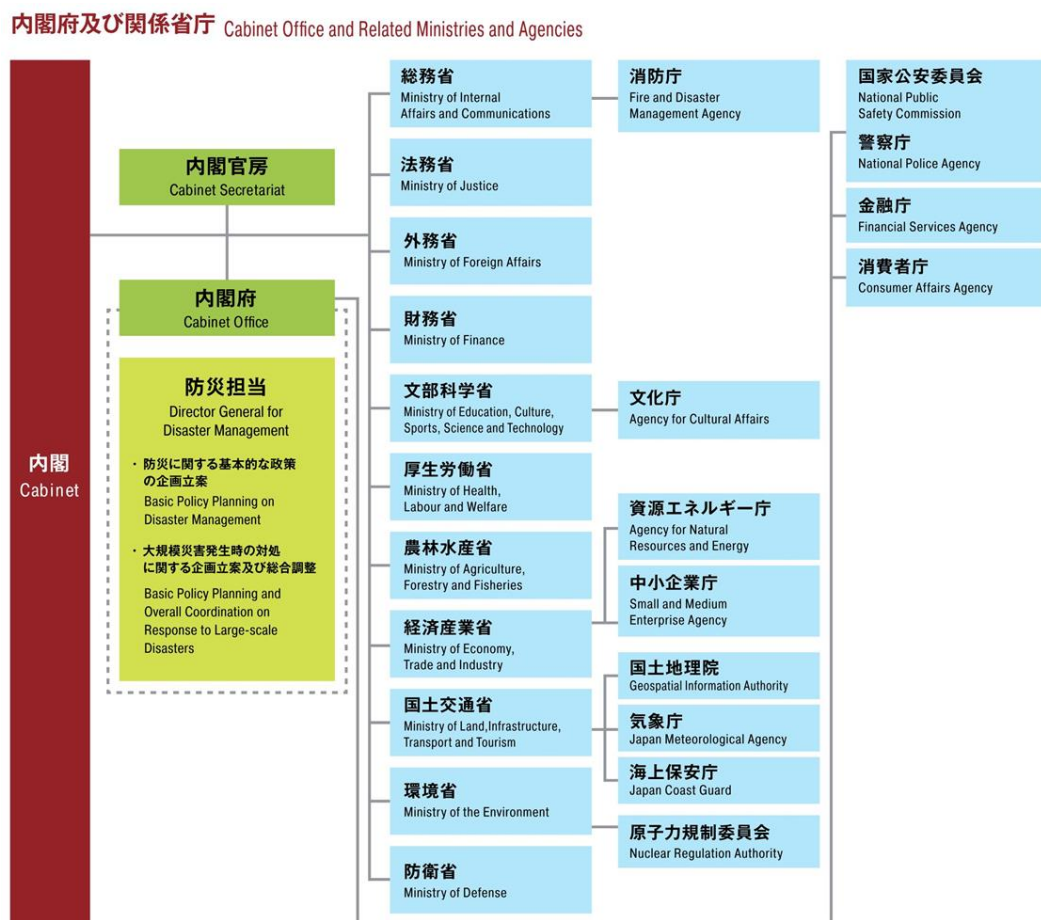 内閣府及び関係省庁 Cabinet Office and Related Ministries and Agencies
内閣
Cabinet
内閣官房
Cabinet Secretariat
内閣府
Cabinet Office
防災担当
Director General for
Disaster Management
・ 防災に関する基本的な政策
の企画立案
Basic Policy Planning on
Disaster Management
・ 大規模災害発生時の対処
に関する企画立案及び総合調整
Basic Policy Planning and
Overall Coordination on
Response to Large-scale
Disasters
総務省
Ministry of Internal
Affairs and Communications
法務省
Ministry of Justice
外務省
Ministry of Foreign Affairs
財務省
Ministry of Finance
文部科学省
Ministry of Education, Culture,
Sports, Science and Technology
厚生労働省
Ministry of Health,
Labour and Welfare
農林水産省
Ministry of Agriculture,
Forestry and Fisheries
経済産業省
Ministry of Economy,
Trade and Industry
国土交通省
Ministry of Land,Infrastructure,
Transport and Tourism
環境省
Ministry of the Environment
防衛省
Ministry of Defense
消防庁
Fire and Disaster
Management Agency
文化庁
Agency for Cultural Affairs
資源エネルギー庁
Agency for Natural
Resources and Energy
中小企業庁
Small and Medium
Enterprise Agency
国土地理院
Geospatial Information Authority
気象庁
Japan Meteorological Agency
海上保安庁
Japan Coast Guard
原子力規制委員会
Nuclear Regulation Authority
国家公安委員会
National Public
Safety Commission
警察庁
National Police Agency
金融庁
Financial Services Agency
消費者庁
Consumer Affairs Agency